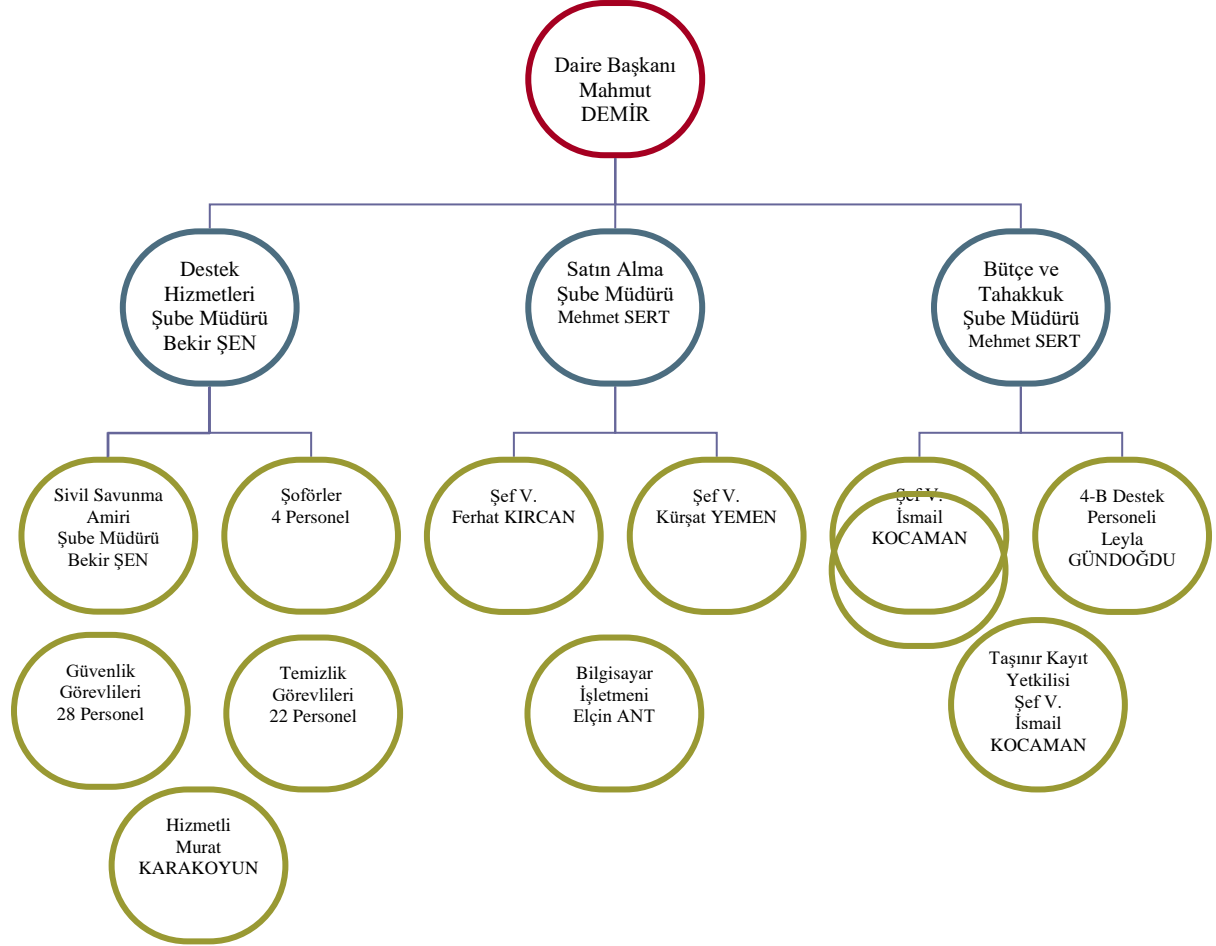 Daire Başkanı
Mahmut
DEMİR
Destek
Hizmetleri
Şube Müdürü
Bekir ŞEN
Satın Alma
Şube Müdürü
Mehmet SERT
Bütçe ve
Tahakkuk
Şube Müdürü
Mehmet SERT
Sivil Savunma
Amiri
Şube Müdürü
Bekir ŞEN
Şoförler
4 Personel
Şef V.
Ferhat KIRCAN
Şef V.
Kürşat YEMEN
Şef V.
İsmail
KOCAMAN
4-B Destek
Personeli
Leyla
GÜNDOĞDU
Güvenlik
Görevlileri
28 Personel
Temizlik
Görevlileri
22 Personel
Bilgisayar
İşletmeni
Elçin ANT
Taşınır Kayıt
Yetkilisi
Şef V.
İsmail
KOCAMAN
Hizmetli
Murat
KARAKOYUN